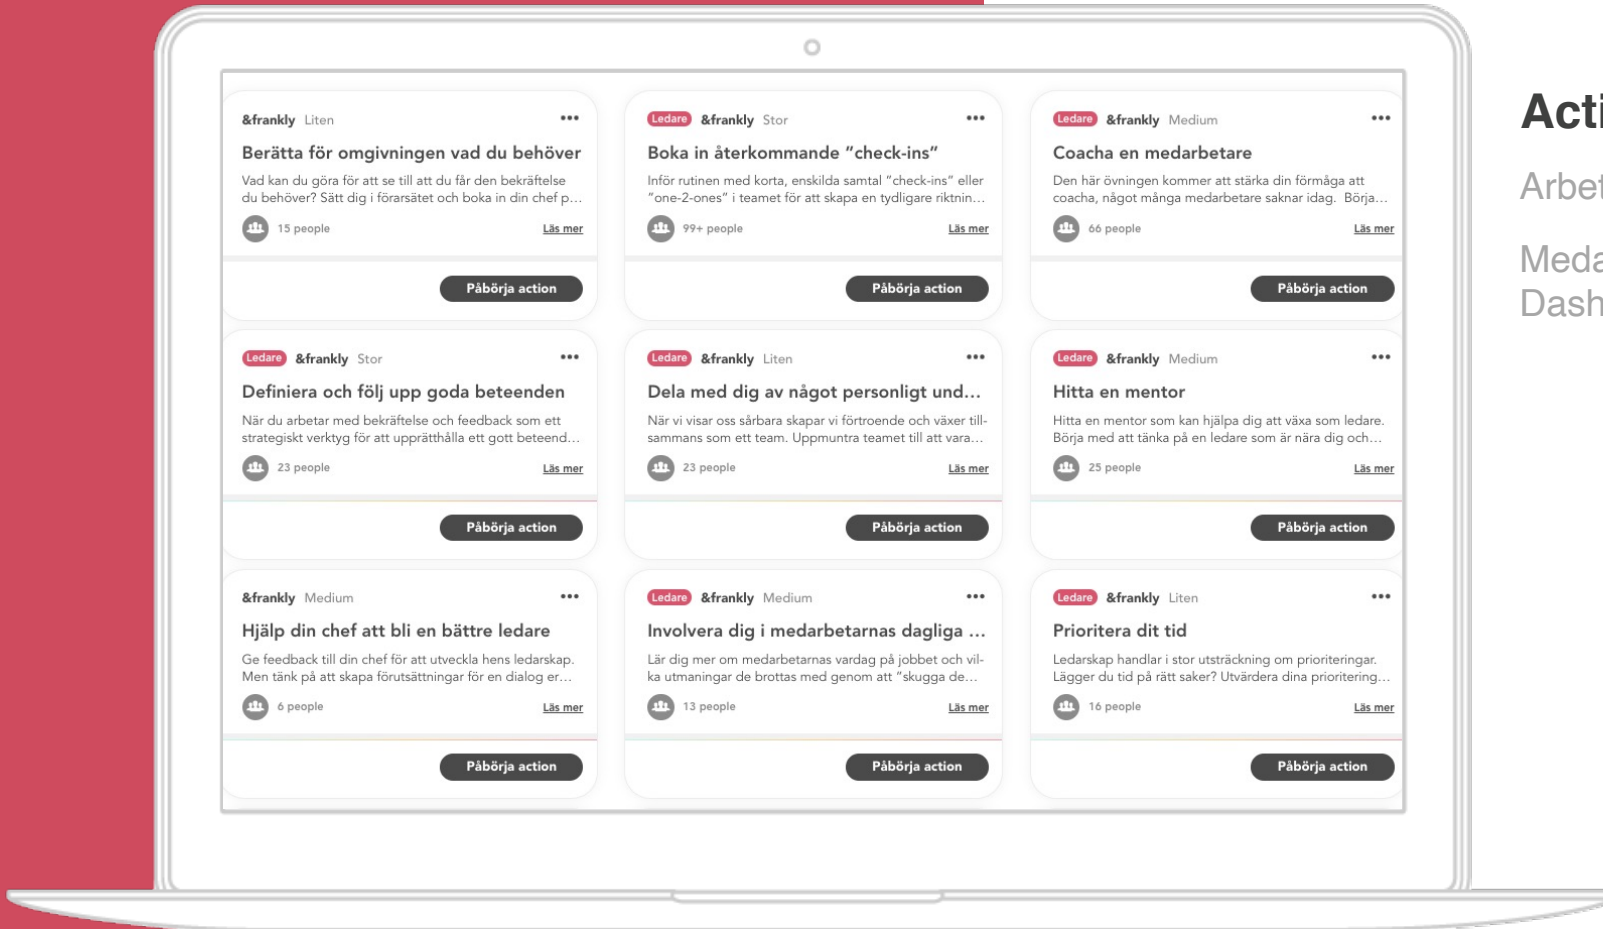 &frankly Liten
Berätta för omgivningen vad du behöver
Vad kan du göra för att se till att du får den bekräftelse
du behöver? Sätt dig i förarsätet och boka in din chef p...
15 people Läs mer
Påbörja action
Ledare &frankly Stor
Boka in återkommande ”check-ins”
Inför rutinen med korta, enskilda samtal ”check-ins” eller
”one-2-ones” i teamet för att skapa en tydligare riktnin...
99+ people Läs mer
Påbörja action
Ledare &frankly Medium
Coacha en medarbetare
Den här övningen kommer att stärka din förmåga att
coacha, något många medarbetare saknar idag. Börja...
66 people Läs mer
Påbörja action
Ledare &frankly Stor
Definiera och följ upp goda beteenden
När du arbetar med bekräftelse och feedback som ett
strategiskt verktyg för att upprätthålla ett gott beteend...
23 people Läs mer
Påbörja action
Ledare &frankly Liten
Dela med dig av något personligt und...
När vi visar oss sårbara skapar vi förtroende och växer till-
sammans som ett team. Uppmuntra teamet till att vara...
23 people Läs mer
Påbörja action
Ledare &frankly Medium
Hitta en mentor
Hitta en mentor som kan hjälpa dig att växa som ledare.
Börja med att tänka på en ledare som är nära dig och...
25 people Läs mer
Påbörja action
&frankly Medium
Hjälp din chef att bli en bättre ledare
Ge feedback till din chef för att utveckla hens ledarskap.
Men tänk på att skapa förutsättningar för en dialog er...
6 people Läs mer
Påbörja action
Ledare &frankly Medium
Involvera dig i medarbetarnas dagliga ...
Lär dig mer om medarbetarnas vardag på jobbet och vil-
ka utmaningar de brottas med genom att ”skugga de...
13 people Läs mer
Påbörja action
Ledare &frankly Liten
Prioritera dit tid
Ledarskap handlar i stor utsträckning om prioriteringar.
Lägger du tid på rätt saker? Utvärdera dina prioritering...
16 people Läs mer
Påbörja action
Acti
Arbet
Meda
Dash